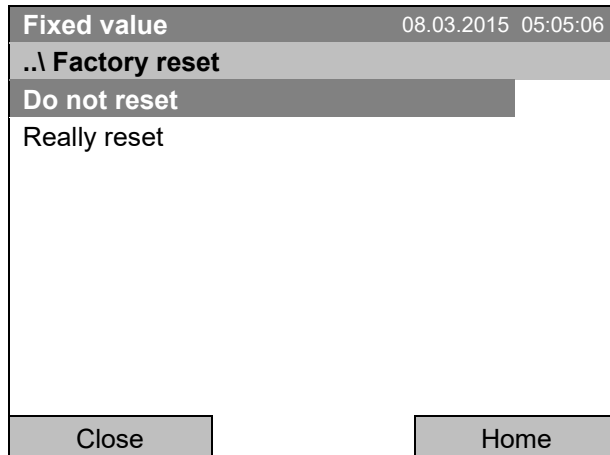 Fixed value 08.03.2015 05:05:06
..\ Factory reset
Do not reset
Really reset
Close Home